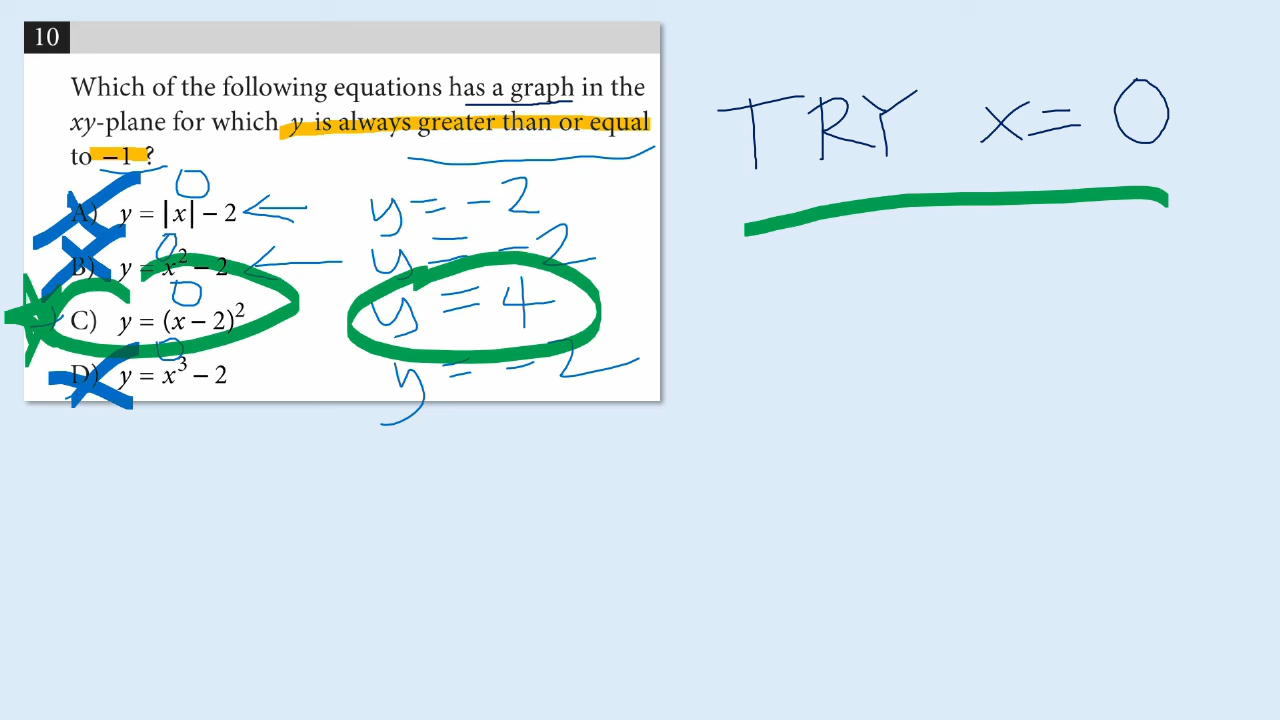 10
Which of the following equations has a graph in the
xy-plane for which y is always greater than or equal
to −1 ?
TRY x = 0
0
A) y = |x| − 2
y = -2
0
B) y = x² − 2
y = -2
0
C) y = (x − 2)²
y = 4
0
D) y = x³ − 2
y = -2